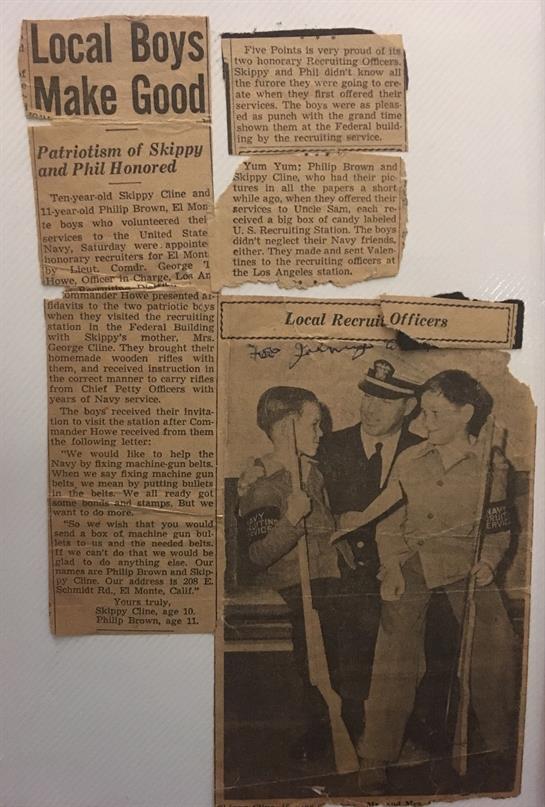 Local Boys
Make Good
Patriotism of Skippy
and Phil Honored
Ten-year-old Skippy Cline and
11-year-old Philip Brown, El Mon
te boys who volunteered thei
services to the United State
Navy, Saturday were appointe
honorary recruiters for El Mont
by Lieut. Comdr. George
Howe, Officer in Charge, Los An
ommander Howe presented af-
fidavits to the two patriotic boys
when they visited the recruiting
station in the Federal Building
with Skippy's mother, Mrs.
George Cline. They brought their
homemade wooden rifles with
them, and received instruction in
the correct manner to carry rifles
from Chief Petty Officers with
years of Navy service.
The boys received their invita-
tion to visit the station after Com-
mander Howe received from them
the following letter:
"We would like to help the
Navy by fixing machine-gun belts.
When we say fixing machine gun
belts, we mean by putting bullets
in the belts. We all ready got
some bonds and stamps. But we
want to do more.
"So we wish that you would
send a box of machine gun bul-
lets to us and the needed belts.
If we can't do that we would be
glad to do anything else. Our
names are Philip Brown and Skip-
py Cline. Our address is 208 E.
Schmidt Rd., El Monte, Calif."
Yours truly,
Skippy Cline, age 10.
Philip Brown, age 11.
Five Points is very proud of its
two honorary Recruiting Officers.
Skippy and Phil didn't know all
the furore they were going to cre-
ate when they first offered their
services. The boys were as pleas-
ed as punch with the grand time
shown them at the Federal build-
ing by the recruiting service.
Yum Yum; Philip Brown and
Skippy Cline, who had their pic-
tures in all the papers a short
while ago, when they offered their
services to Uncle Sam, each re-
ceived a big box of candy labeled
U. S. Recruiting Station. The boys
didn't neglect their Navy friends,
either. They made and sent Valen-
tines to the recruiting officers at
the Los Angeles station.
Local Recruit Officers
NAVY
NAVY